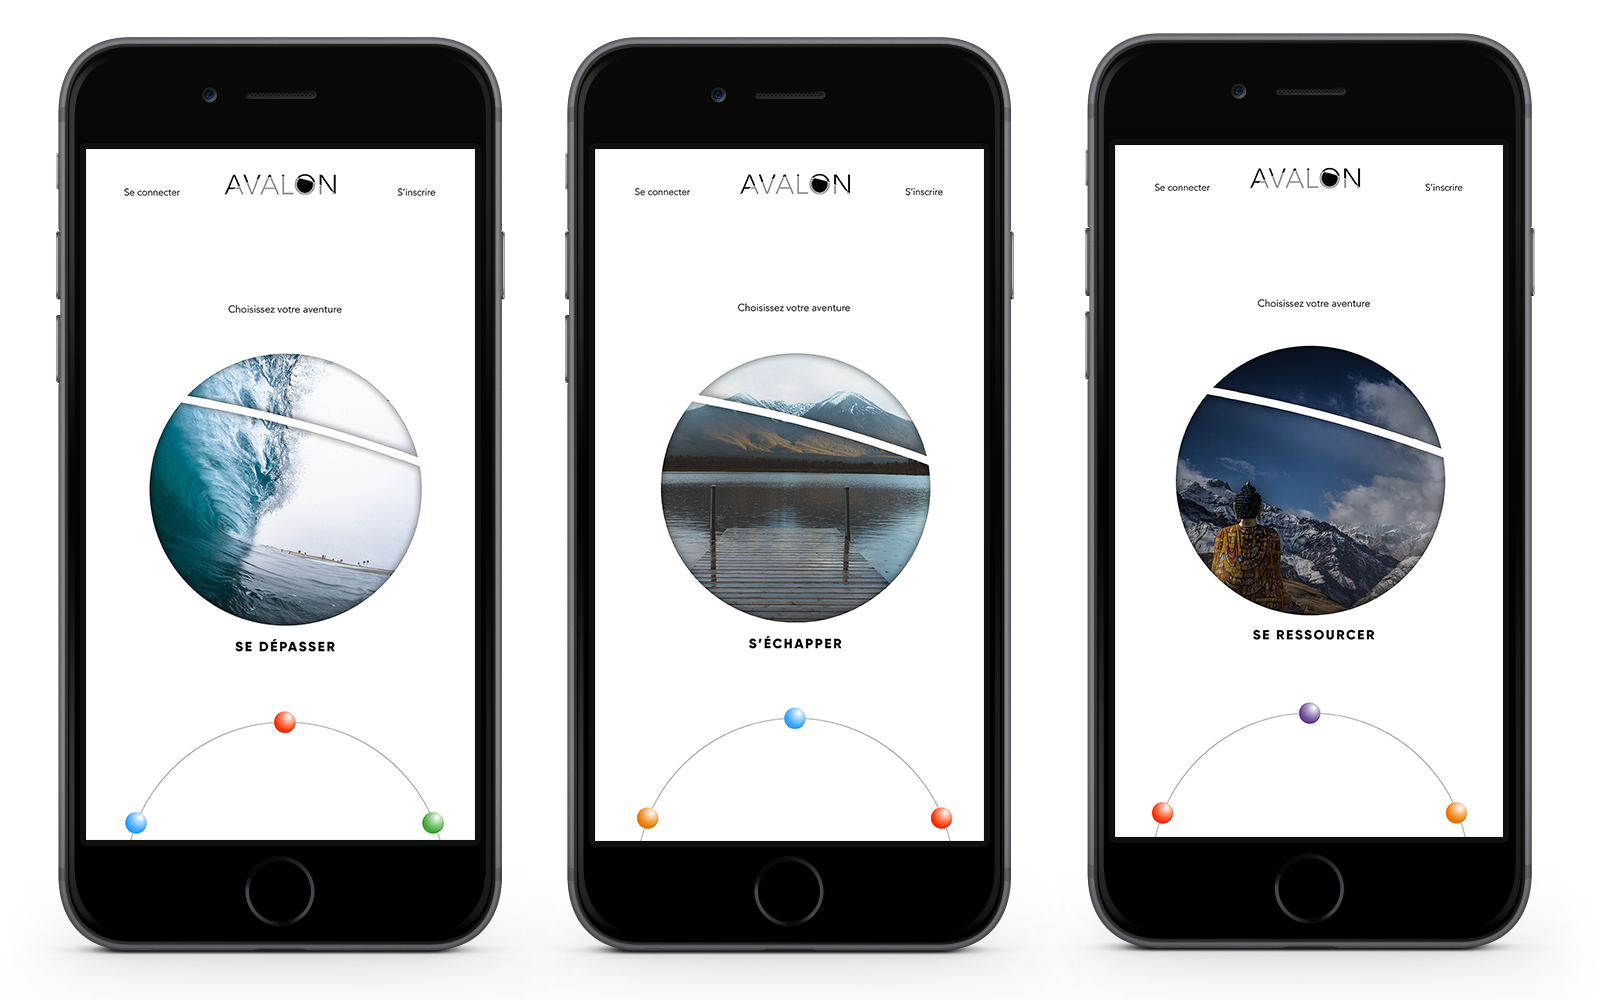 Se connecter AVALON S'inscrire
Choisissez votre aventure
SE DÉPASSER
Se connecter AVALON S'inscrire
Choisissez votre aventure
S'ÉCHAPPER
Se connecter AVALON S'inscrire
Choisissez votre aventure
SE RESSOURCER